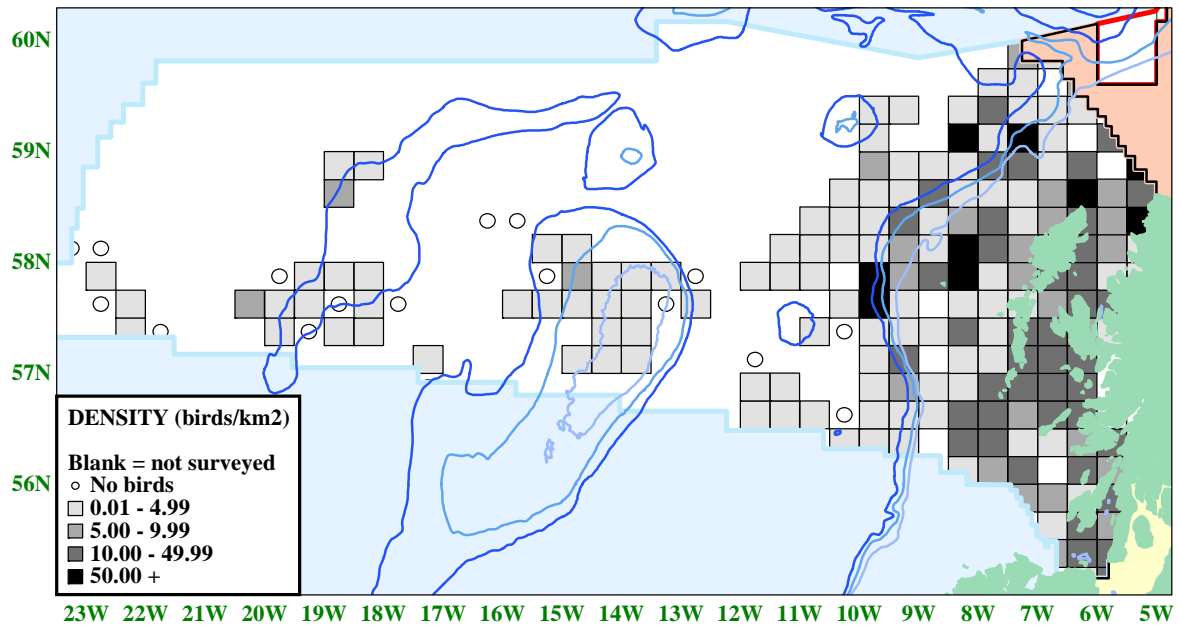 60N
59N
58N
57N
56N
DENSITY (birds/km2)
Blank = not surveyed
No birds
0.01 - 4.99
5.00 - 9.99
10.00 - 49.99
50.00 +
23W 22W 21W 20W 19W 18W 17W 16W 15W 14W 13W 12W 11W 10W 9W 8W 7W 6W 5W